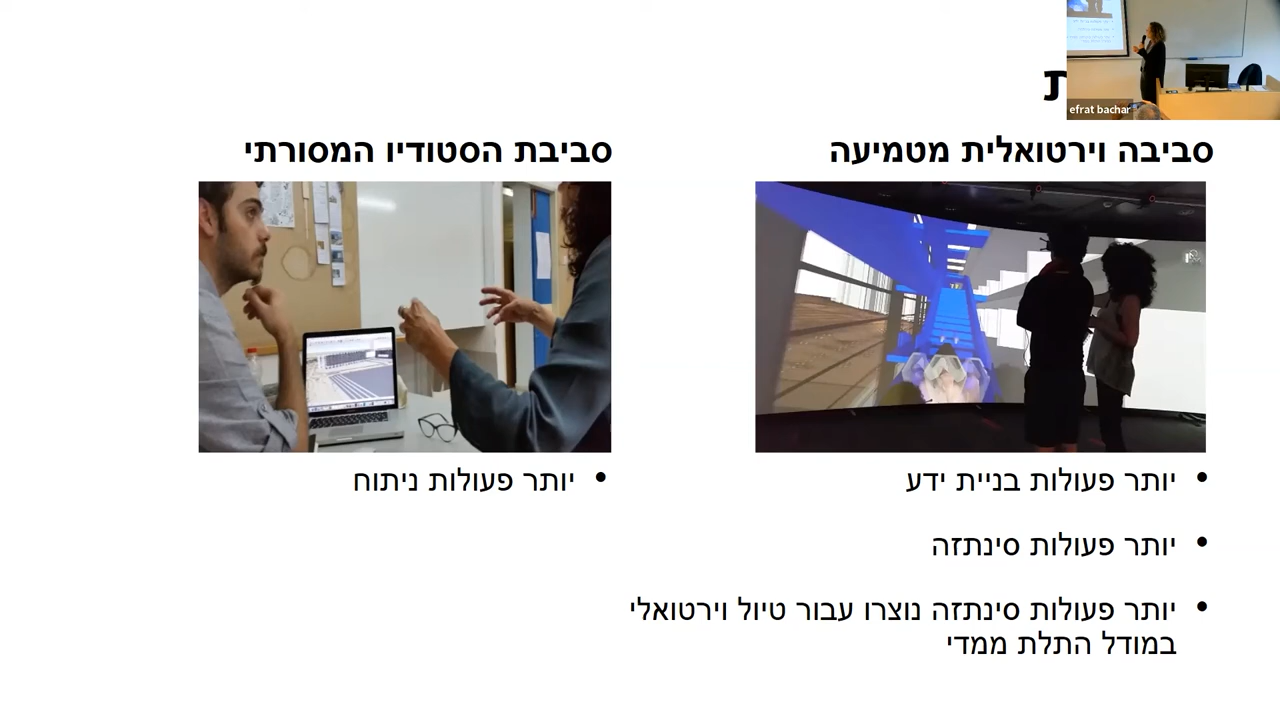 efrat bachar
סביבה וירטואלית מטמיעה
יותר פעולות בניית ידע
יותר פעולות סינתזה
יותר פעולות סינתזה נוצרו עבור טיול וירטואלי
במודל התלת ממדי
סביבת הסטודיו המסורתי
יותר פעולות ניתוח